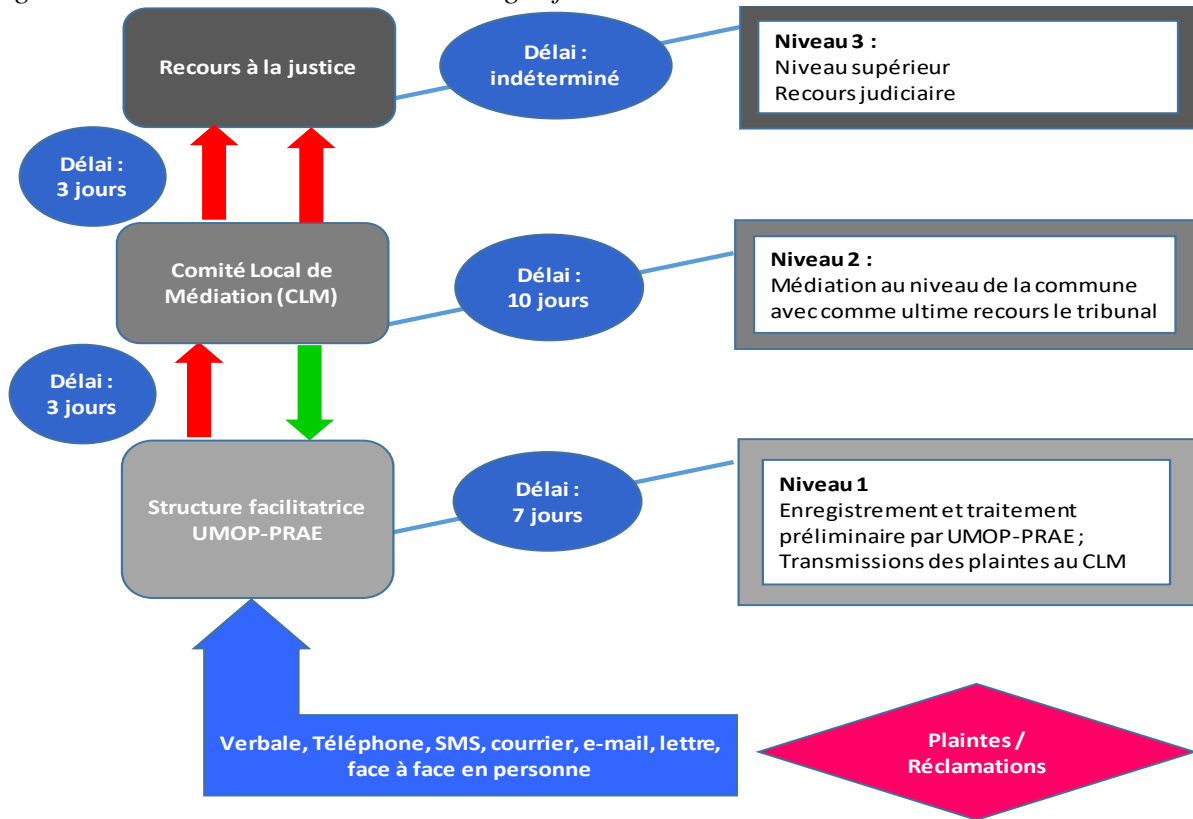 Recours à la justice
Délai :
indéterminé
Niveau 3 :
Niveau supérieur
Recours judiciaire
Délai :
3 jours
Comité Local de
Médiation (CLM)
Délai :
10 jours
Niveau 2 :
Médiation au niveau de la commune
avec comme ultime recours le tribunal
Délai :
3 jours
Structure facilitatrice
UMOP-PRAE
Délai :
7 jours
Niveau 1
Enregistrement et traitement
préliminaire par UMOP-PRAE ;
Transmissions des plaintes au CLM
Verbale, Téléphone, SMS, courrier, e-mail, lettre,
face à face en personne
Plaintes /
Réclamations